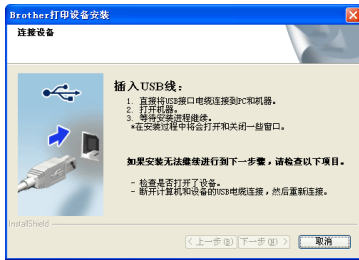 Brother打印设备安装
连接设备
插入USB线：
1. 直接将USB接口电缆连接到PC和机器。
2. 打开机器。
3. 等待安装进程继续。
*在安装过程中将会打开和关闭一些窗口。
如果安装无法继续进行到下一步骤，请检查以下项目。
- 检查是否打开了设备。
- 断开计算机和设备的USB电缆连接，然后重新连接。
InstallShield
< 上一步(B)
下一步(N) >
取消